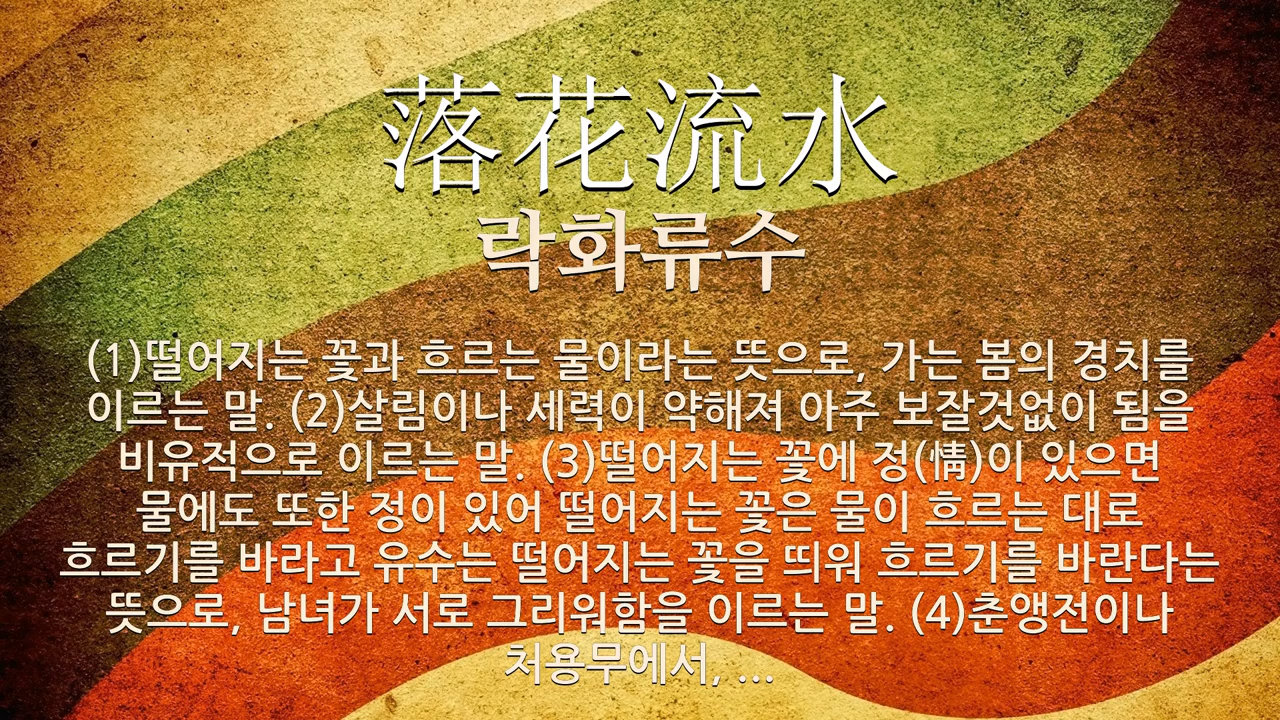 落花流水
락화류수
(1)떨어지는 꽃과 흐르는 물이라는 뜻으로, 가는 봄의 경치를
이르는 말. (2)살림이나 세력이 약해져 아주 보잘것없이 됨을
비유적으로 이르는 말. (3)떨어지는 꽃에 정(情)이 있으면
물에도 또한 정이 있어 떨어지는 꽃은 물이 흐르는 대로
흐르기를 바라고 유수는 떨어지는 꽃을 띄워 흐르기를 바란다는
뜻으로, 남녀가 서로 그리워함을 이르는 말. (4)춘앵전이나
처용무에서, ...